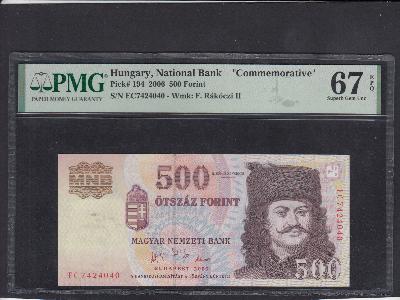 PMG
PAPER MONEY GUARANTY
Hungary, National Bank "Commemorative"
Pick# 194 2006 500 Forint
S/N EC7424040 - Wmk: F. Rákóczi II
67 EPQ
Superb Gem Unc
MNB
500
ÖTSZÁZ FORINT
MAGYAR NEMZETI BANK
BUDAPEST 2006
EC7424040
EC7424040
500